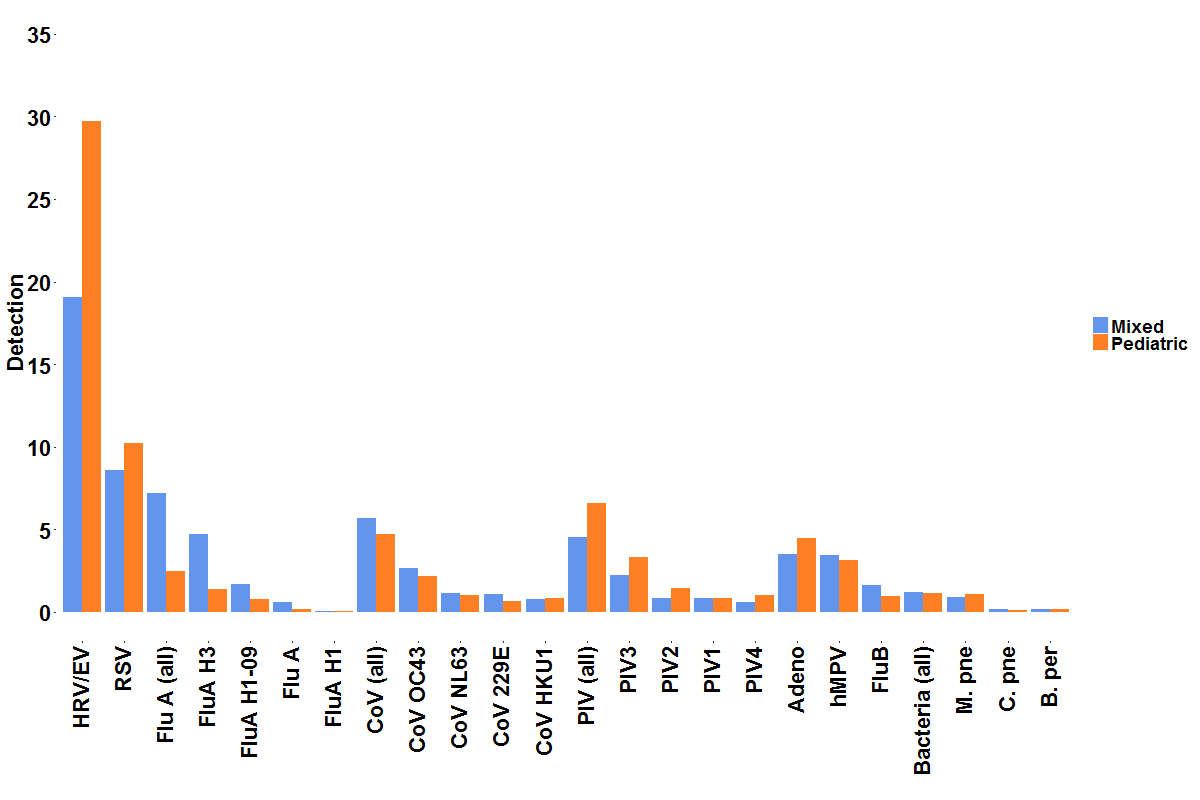 35
30
25
20
15
10
5
0
Detection
HRV/EV
RSV
Flu A (all)
FluA H3
FluA H1-09
Flu A
FluA H1
CoV (all)
CoV OC43
CoV NL63
CoV 229E
CoV HKU1
PIV (all)
PIV3
PIV2
PIV1
PIV4
Adeno
hMPV
FluB
Bacteria (all)
M. pne
C. pne
B. per
Mixed
Pediatric